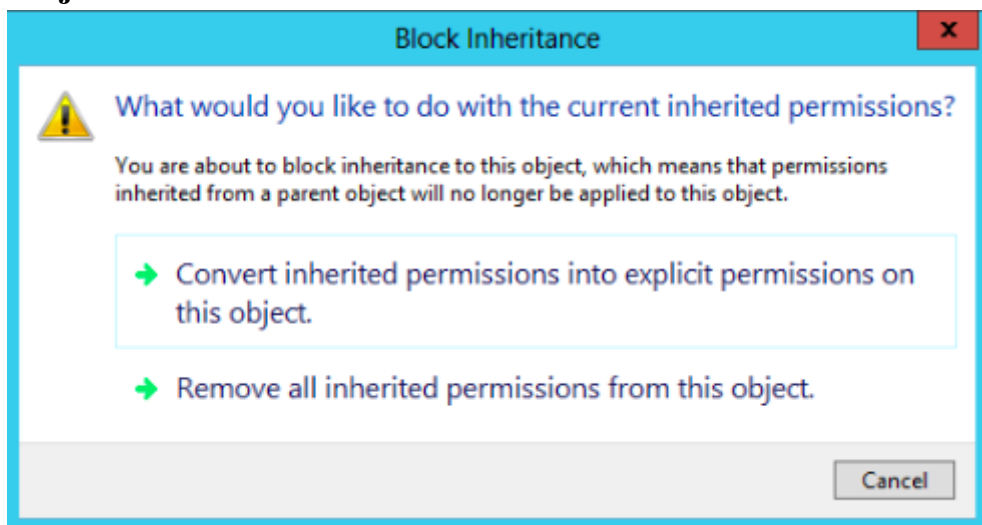 Block Inheritance
x
What would you like to do with the current inherited permissions?
You are about to block inheritance to this object, which means that permissions
inherited from a parent object will no longer be applied to this object.
Convert inherited permissions into explicit permissions on
this object.
Remove all inherited permissions from this object.
Cancel